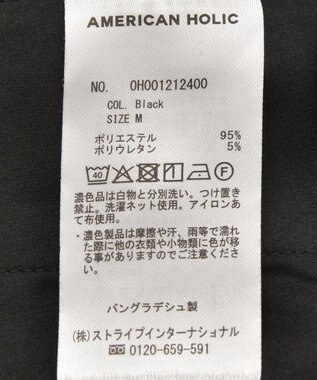 AMERICAN HOLIC
NO. 0H001212400
COL. Black
SIZE M
ポリエステル 95%
ポリウレタン 5%
40 F
濃色品は白物と分別洗い。つけ置き
禁止。洗濯ネット使用。アイロンあ
て布使用。
・濃色製品は摩擦や汗、雨等で濡れ
た際に他の衣類や小物類に色が移
る事がありますのでご注意下さい。
バングラデシュ製
(株)ストライプインターナショナル
0120-659-591